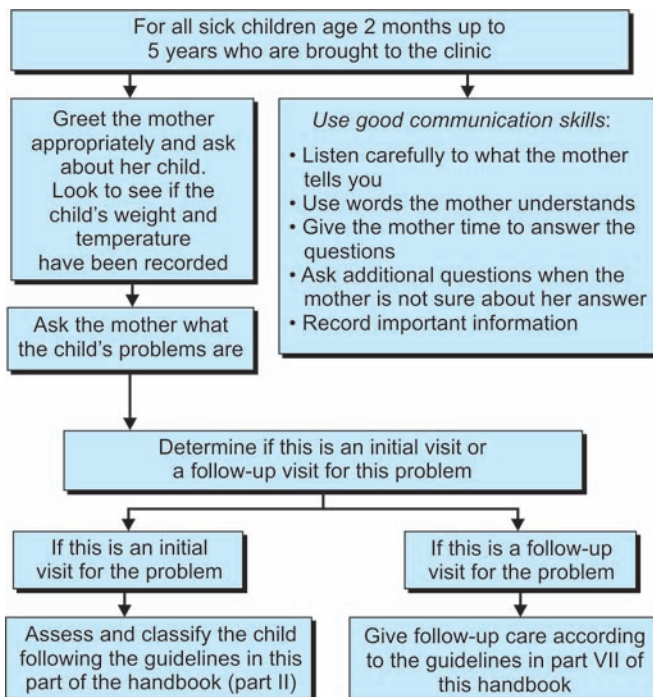 For all sick children age 2 months up to
5 years who are brought to the clinic
Greet the mother
appropriately and ask
about her child.
Look to see if the
child's weight and
temperature
have been recorded
Use good communication skills:
• Listen carefully to what the mother
tells you
• Use words the mother understands
• Give the mother time to answer the
questions
• Ask additional questions when the
mother is not sure about her answer
• Record important information
Ask the mother what
the child's problems are
Determine if this is an initial visit or
a follow-up visit for this problem
If this is an initial
visit for the problem
If this is a follow-up
visit for the problem
Assess and classify the child
following the guidelines in this
part of the handbook (part II)
Give follow-up care according
to the guidelines in part VII of
this handbook